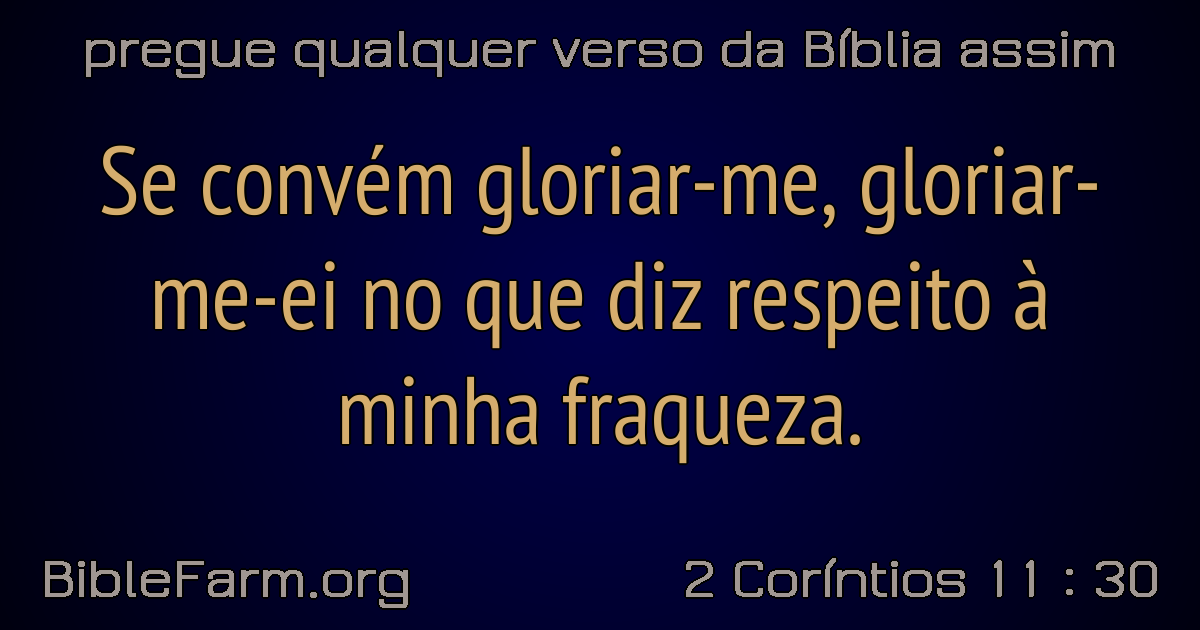 pregue qualquer verso da Bíblia assim
Se convém gloriar-me, gloriar-
me-ei no que diz respeito à
minha fraqueza.
BibleFarm.org
2 Coríntios 11 : 30